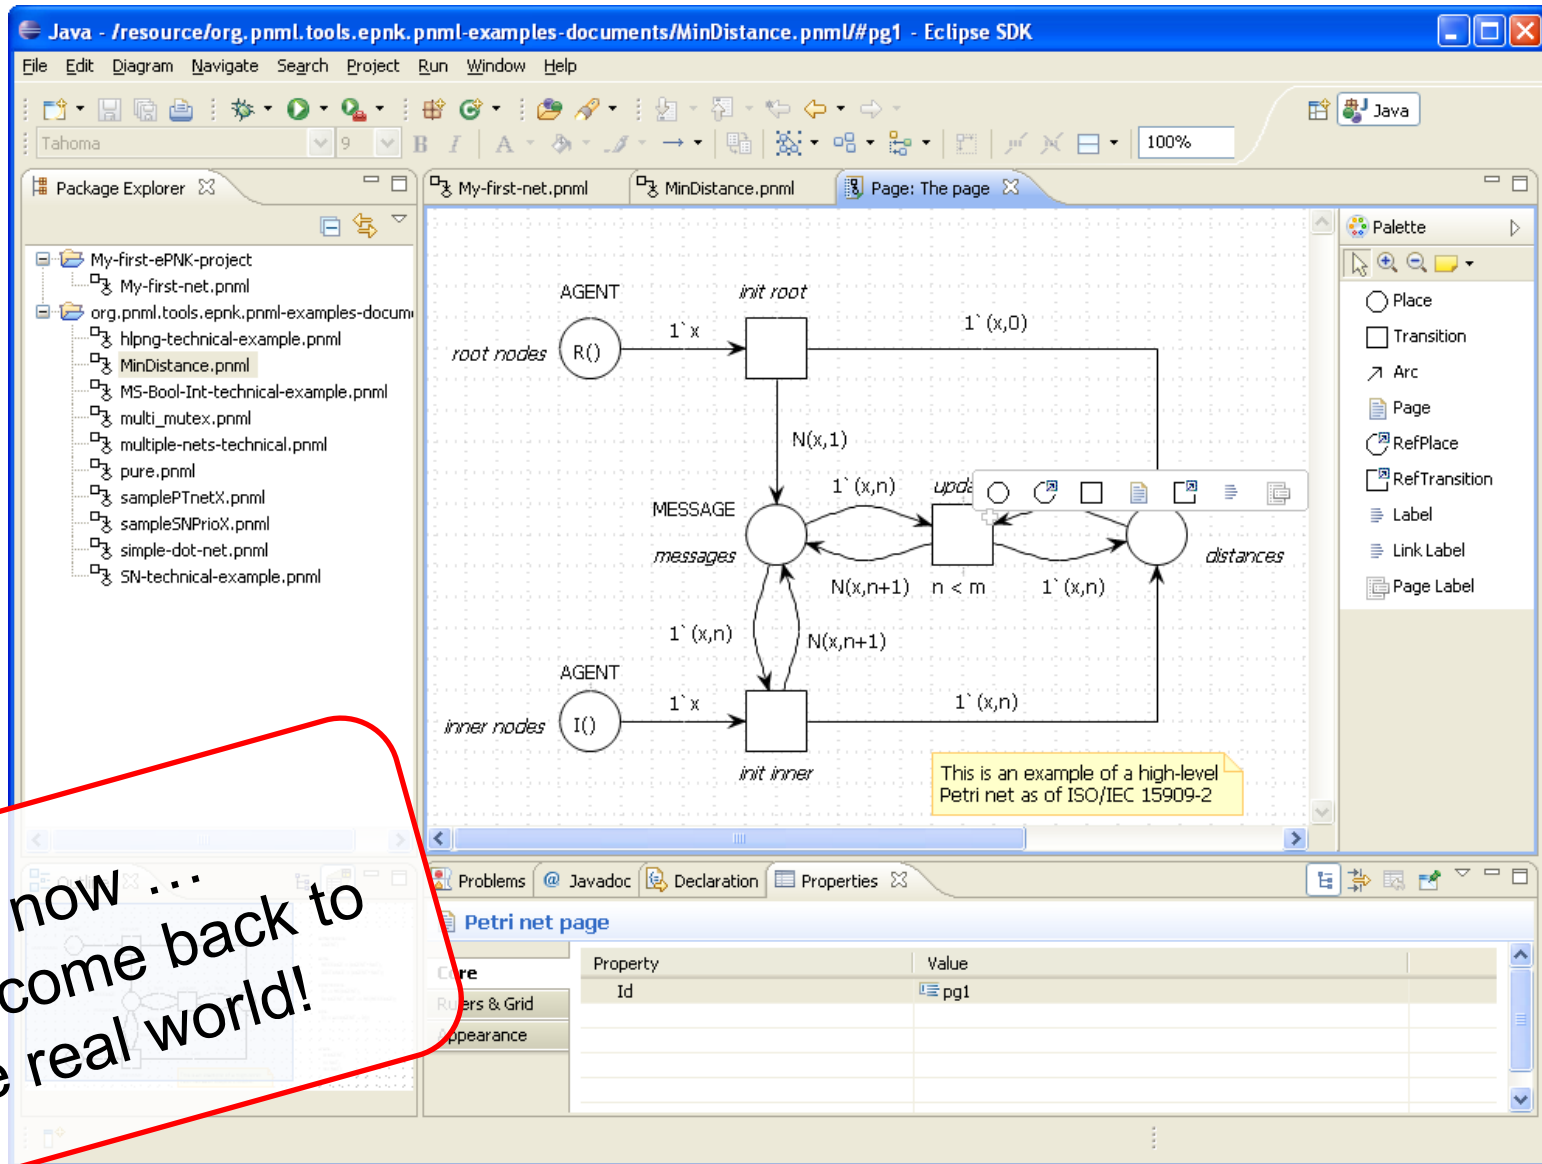 Java - /resource/org.pnml.tools.epnk.pnml-examples-documents/MinDistance.pnml/#pg1 - Eclipse SDK
File Edit Diagram Navigate Search Project Run Window Help
Java
Tahoma 9 B I A 100%
Package Explorer
My-first-ePNK-project
My-first-net.pnml
org.pnml.tools.epnk.pnml-examples-docum
hlpng-technical-example.pnml
MinDistance.pnml
MS-Bool-Int-technical-example.pnml
multi_mutex.pnml
multiple-nets-technical.pnml
pure.pnml
samplePTnetX.pnml
sampleSNPrioX.pnml
simple-dot-net.pnml
SN-technical-example.pnml
My-first-net.pnml MinDistance.pnml Page: The page
AGENT init root
1`x 1`(x,0)
root nodes R()
N(x,1)
1`(x,n) upda
MESSAGE
messages distances
N(x,n+1) n < m 1`(x,n)
1`(x,n) N(x,n+1)
AGENT
1`x 1`(x,n)
inner nodes I()
init inner
This is an example of a high-level
Petri net as of ISO/IEC 15909-2
Palette
Place
Transition
Arc
Page
RefPlace
RefTransition
Label
Link Label
Page Label
now ...
come back to
e real world!
Problems @ Javadoc Declaration Properties
Petri net page
Core
Rulers & Grid
Appearance
Property Value
Id pg1